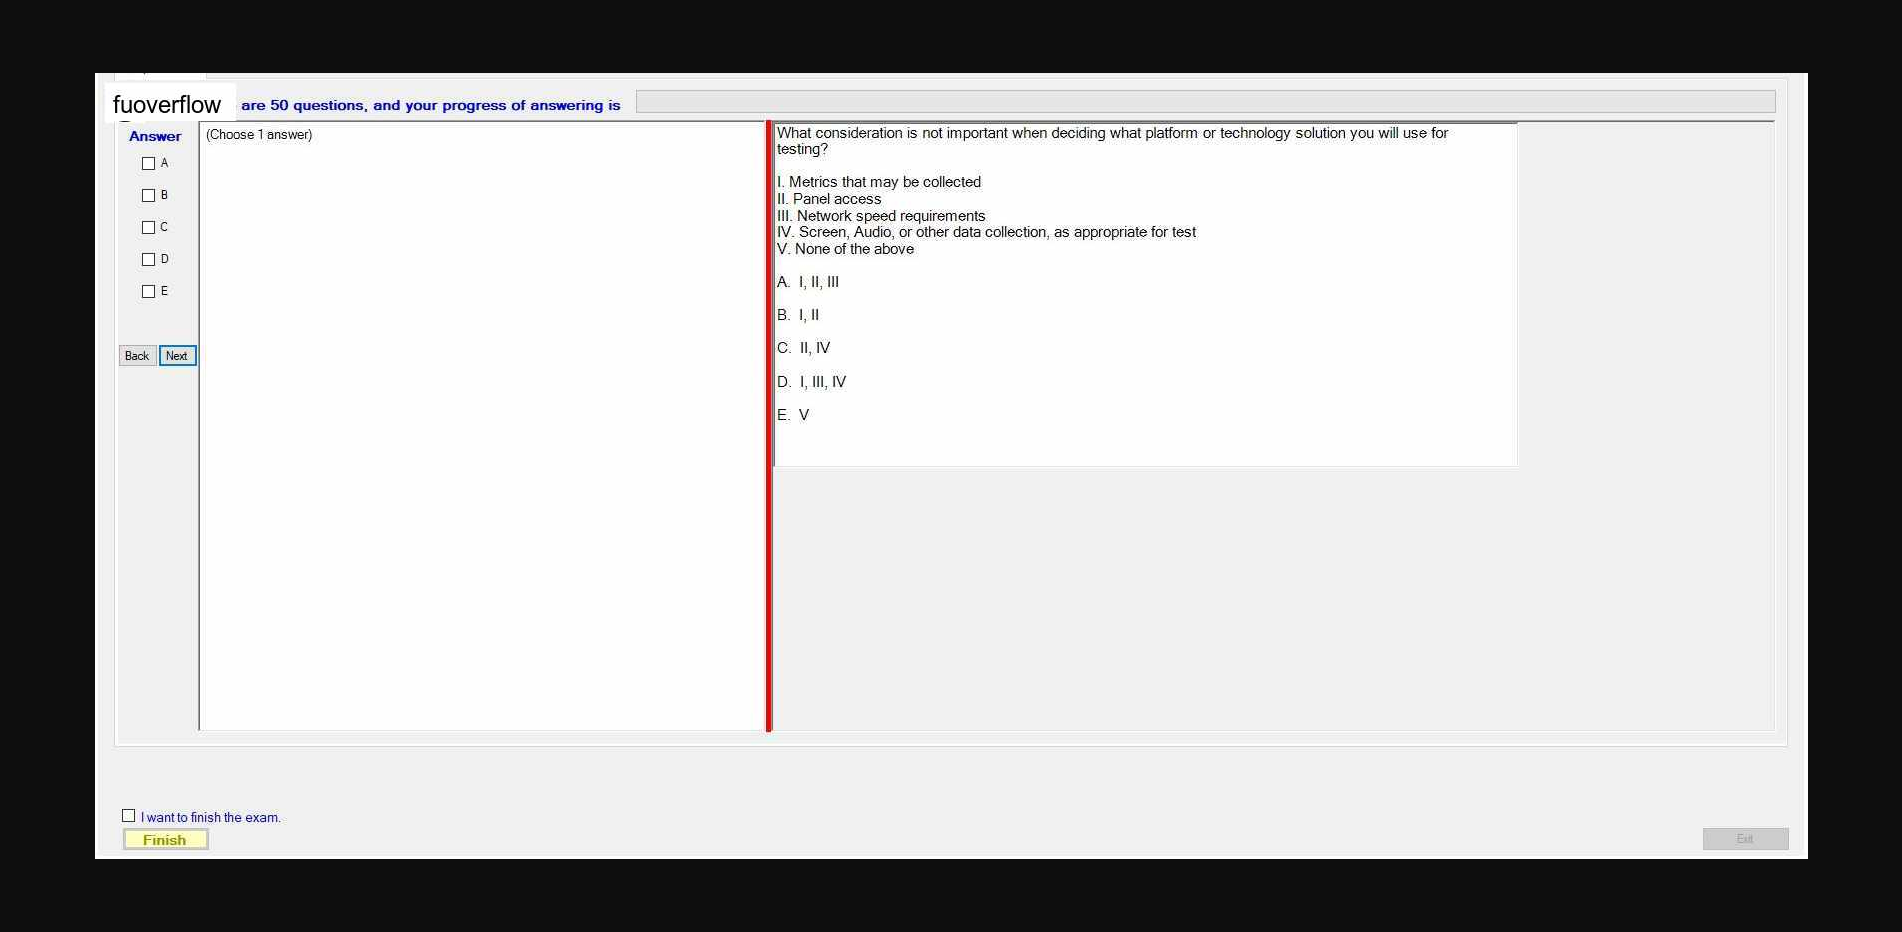 fuoverflow are 50 questions, and your progress of answering is
Answer
(Choose 1 answer)
A
B
C
D
E
Back Next
What consideration is not important when deciding what platform or technology solution you will use for
testing?
I. Metrics that may be collected
II. Panel access
III. Network speed requirements
IV. Screen, Audio, or other data collection, as appropriate for test
V. None of the above
A. I, II, III
B. I, II
C. II, IV
D. I, III, IV
E. V
I want to finish the exam.
Finish
Exit